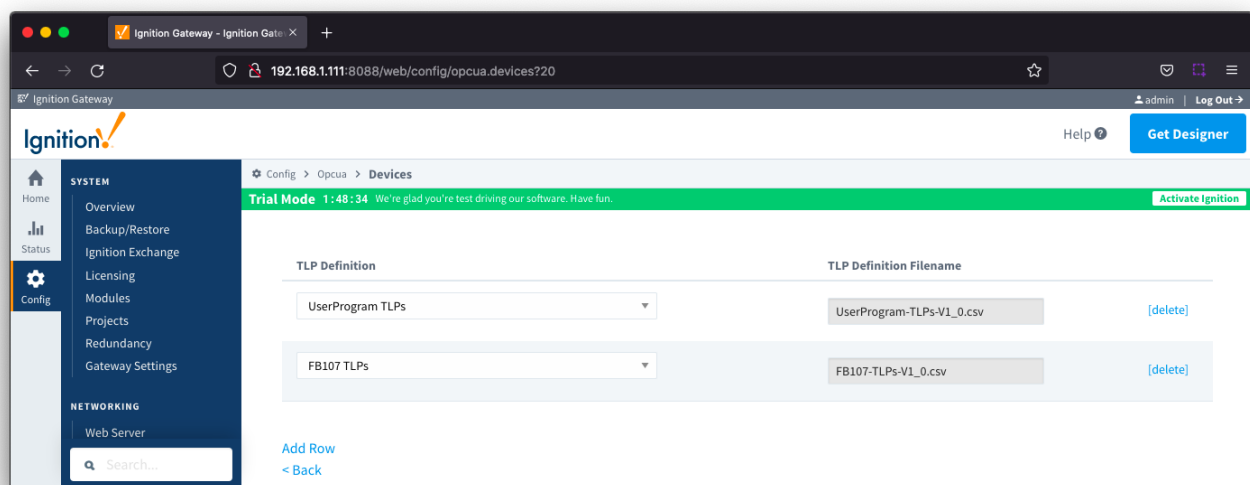 Ignition Gateway - Ignition Gate
192.168.1.111:8088/web/config/opcua.devices?20
Ignition Gateway
admin | Log Out
Ignition!
Help ?
Get Designer
Home
Status
Config
SYSTEM
Overview
Backup/Restore
Ignition Exchange
Licensing
Modules
Projects
Redundancy
Gateway Settings
NETWORKING
Web Server
Search...
Config > Opcua > Devices
Trial Mode 1:48:34 We're glad you're test driving our software. Have fun.
Activate Ignition
TLP Definition TLP Definition Filename
UserProgram TLPs UserProgram-TLPs-V1_0.csv [delete]
FB107 TLPs FB107-TLPs-V1_0.csv [delete]
Add Row
< Back